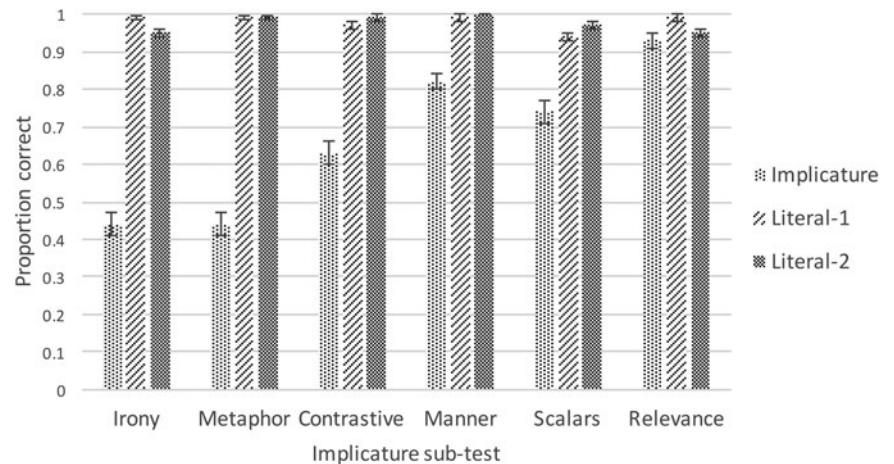 1
0.9
0.8
0.7
0.6
0.5
0.4
0.3
0.2
0.1
0
Proportion correct
Irony Metaphor Contrastive Manner Scalars Relevance
Implicature sub-test
Implicature
Literal-1
Literal-2